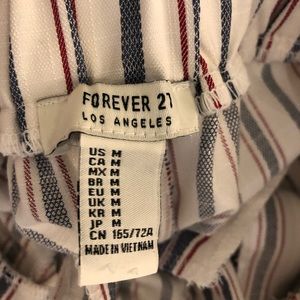 FOREVER 21
LOS ANGELES
US M
CA M
MX M
BR M
EU M
UK M
KR M
JP M
CN 165/72A
MADE IN VIETNAM